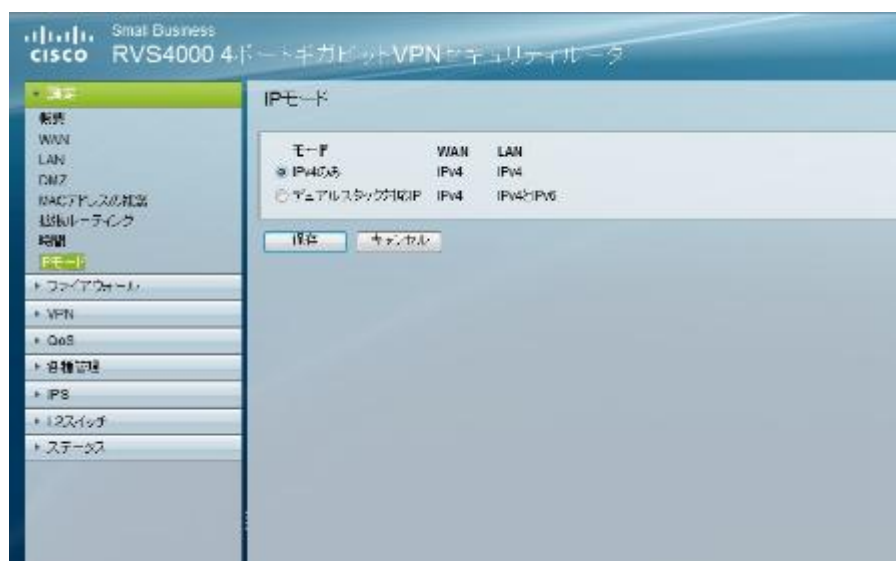 Small Business
CISCO RVS4000 4ポートギガビットVPNセキュリティルータ
設定
概要
WAN
LAN
DMZ
MACアドレスの複製
拡張ルーティング
時間
IPモード
ファイアウォール
VPN
QoS
各種管理
IPS
L2スイッチ
ステータス
IPモード
モード WAN LAN
IPv4のみ IPv4 IPv4
デュアルスタック対応IP IPv4 IPv4とIPv6
保存 キャンセル